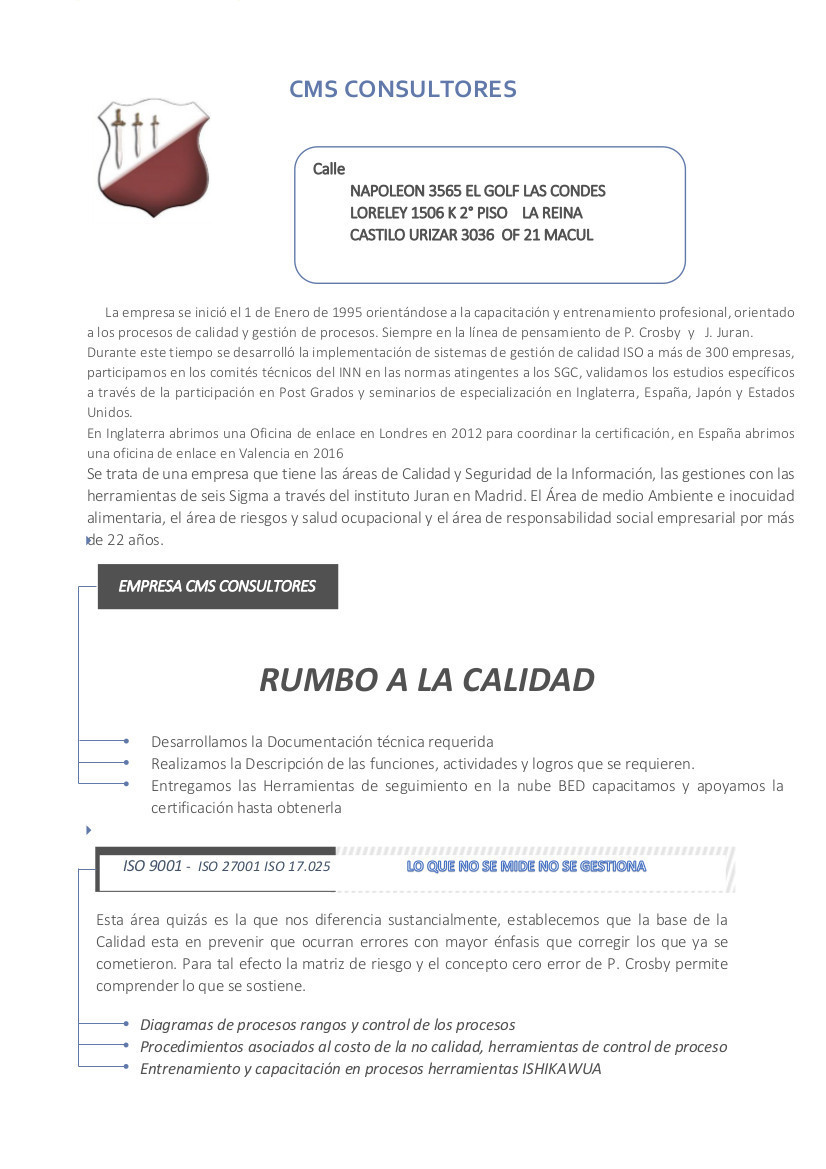 CMS CONSULTORES
Calle
NAPOLEON 3565 EL GOLF LAS CONDES
LORELEY 1506 K 2° PISO LA REINA
CASTILO URIZAR 3036 OF 21 MACUL
La empresa se inició el 1 de Enero de 1995 orientándose a la capacitación y entrenamiento profesional, orientado
a los procesos de calidad y gestión de procesos. Siempre en la línea de pensamiento de P. Crosby y J. Juran.
Durante este tiempo se desarrolló la implementación de sistemas de gestión de calidad ISO a más de 300 empresas,
participamos en los comités técnicos del INN en las normas atingentes a los SGC, validamos los estudios específicos
a través de la participación en Post Grados y seminarios de especialización en Inglaterra, España, Japón y Estados
Unidos.
En Inglaterra abrimos una Oficina de enlace en Londres en 2012 para coordinar la certificación, en España abrimos
una oficina de enlace en Valencia en 2016
Se trata de una empresa que tiene las áreas de Calidad y Seguridad de la Información, las gestiones con las
herramientas de seis Sigma a través del instituto Juran en Madrid. El Área de medio Ambiente e inocuidad
alimentaria, el área de riesgos y salud ocupacional y el área de responsabilidad social empresarial por más
de 22 años.
EMPRESA CMS CONSULTORES
RUMBO A LA CALIDAD
Desarrollamos la Documentación técnica requerida
Realizamos la Descripción de las funciones, actividades y logros que se requieren.
Entregamos las Herramientas de seguimiento en la nube BED capacitamos y apoyamos la
certificación hasta obtenerla
ISO 9001 - ISO 27001 ISO 17.025 LO QUE NO SE MIDE NO SE GESTIONA
Esta área quizás es la que nos diferencia sustancialmente, establecemos que la base de la
Calidad esta en prevenir que ocurran errores con mayor énfasis que corregir los que ya se
cometieron. Para tal efecto la matriz de riesgo y el concepto cero error de P. Crosby permite
comprender lo que se sostiene.
Diagramas de procesos rangos y control de los procesos
Procedimientos asociados al costo de la no calidad, herramientas de control de proceso
Entrenamiento y capacitación en procesos herramientas ISHIKAWUA